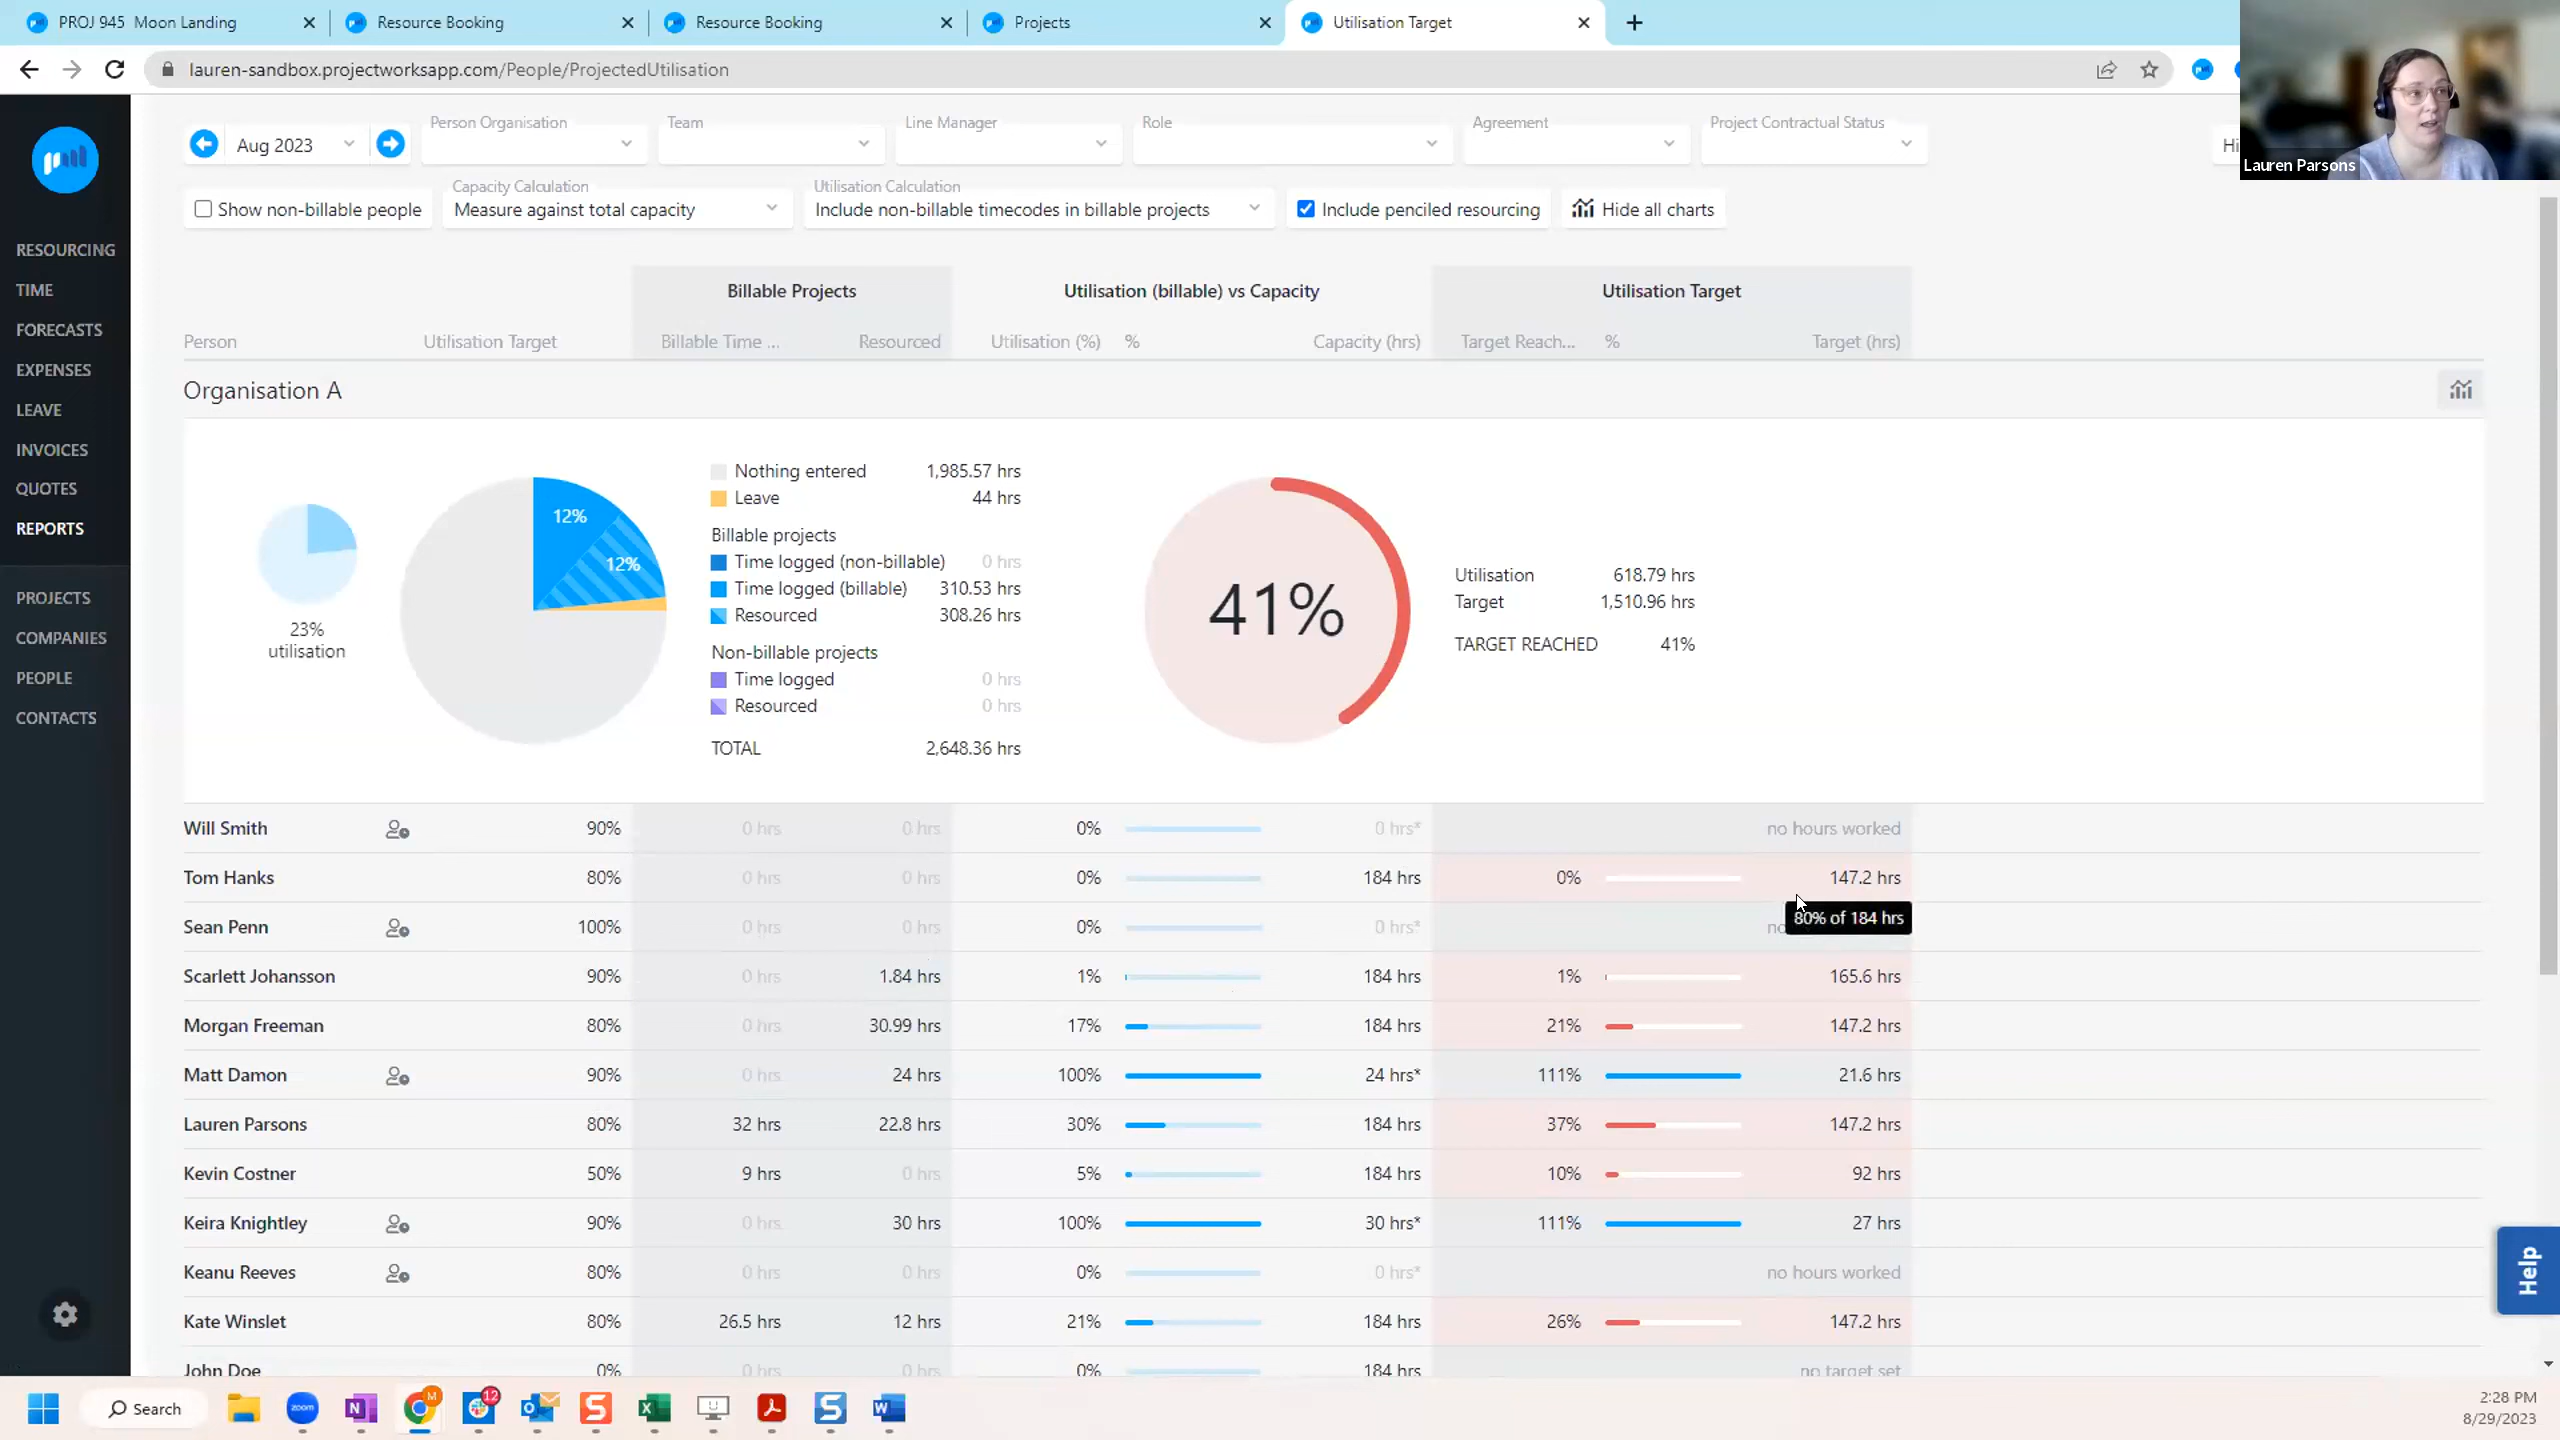 PROJ 945 Moon Landing
Resource Booking
Resource Booking
Projects
Utilisation Target
lauren-sandbox.projectworksapp.com/People/ProjectedUtilisation
Lauren Parsons
Aug 2023
Person Organisation
Team
Line Manager
Role
Agreement
Project Contractual Status
Show non-billable people
Capacity Calculation
Measure against total capacity
Utilisation Calculation
Include non-billable timecodes in billable projects
Include penciled resourcing
Hide all charts
RESOURCING
TIME
FORECASTS
EXPENSES
LEAVE
INVOICES
QUOTES
REPORTS
PROJECTS
COMPANIES
PEOPLE
CONTACTS
Billable Projects
Utilisation (billable) vs Capacity
Utilisation Target
Person Utilisation Target Billable Time ... Resourced Utilisation (%) % Capacity (hrs) Target Reach... % Target (hrs)
Organisation A
23%
utilisation
12%
12%
Nothing entered 1,985.57 hrs
Leave 44 hrs
Billable projects
Time logged (non-billable) 0 hrs
Time logged (billable) 310.53 hrs
Resourced 308.26 hrs
Non-billable projects
Time logged 0 hrs
Resourced 0 hrs
TOTAL 2,648.36 hrs
41%
Utilisation 618.79 hrs
Target 1,510.96 hrs
TARGET REACHED 41%
Will Smith 90% 0 hrs 0 hrs 0% 0 hrs* no hours worked
Tom Hanks 80% 0 hrs 0 hrs 0% 184 hrs 0% 147.2 hrs
80% of 184 hrs
Sean Penn 100% 0 hrs 0 hrs 0% 0 hrs*
Scarlett Johansson 90% 0 hrs 1.84 hrs 1% 184 hrs 1% 165.6 hrs
Morgan Freeman 80% 0 hrs 30.99 hrs 17% 184 hrs 21% 147.2 hrs
Matt Damon 90% 0 hrs 24 hrs 100% 24 hrs* 111% 21.6 hrs
Lauren Parsons 80% 32 hrs 22.8 hrs 30% 184 hrs 37% 147.2 hrs
Kevin Costner 50% 9 hrs 0 hrs 5% 184 hrs 10% 92 hrs
Keira Knightley 90% 0 hrs 30 hrs 100% 30 hrs* 111% 27 hrs
Keanu Reeves 80% 0 hrs 0 hrs 0% 0 hrs* no hours worked
Kate Winslet 80% 26.5 hrs 12 hrs 21% 184 hrs 26% 147.2 hrs
John Doe 0% 0 hrs 0 hrs 0% 184 hrs no target set
Help
Search
zoom
12
2:28 PM
8/29/2023